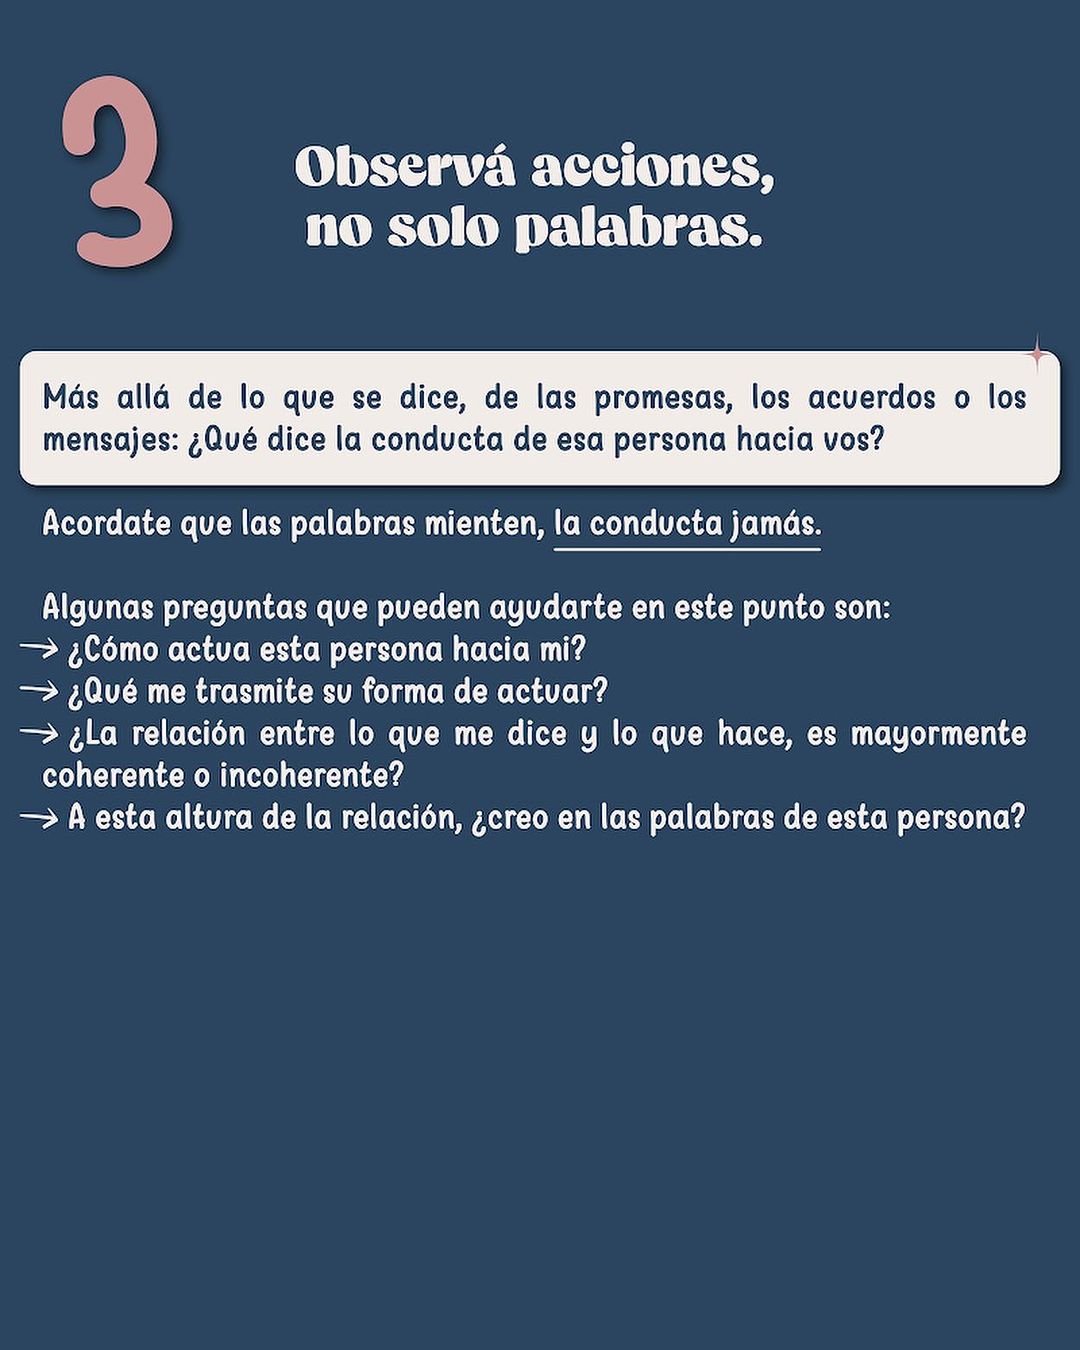 3
Observá acciones,
no solo palabras.
Más allá de lo que se dice, de las promesas, los acuerdos o los
mensajes: ¿Qué dice la conducta de esa persona hacia vos?
Acordate que las palabras mienten, la conducta jamás.
Algunas preguntas que pueden ayudarte en este punto son:
→ ¿Cómo actua esta persona hacia mi?
→ ¿Qué me trasmite su forma de actuar?
→ ¿La relación entre lo que me dice y lo que hace, es mayormente
coherente o incoherente?
→ A esta altura de la relación, ¿creo en las palabras de esta persona?